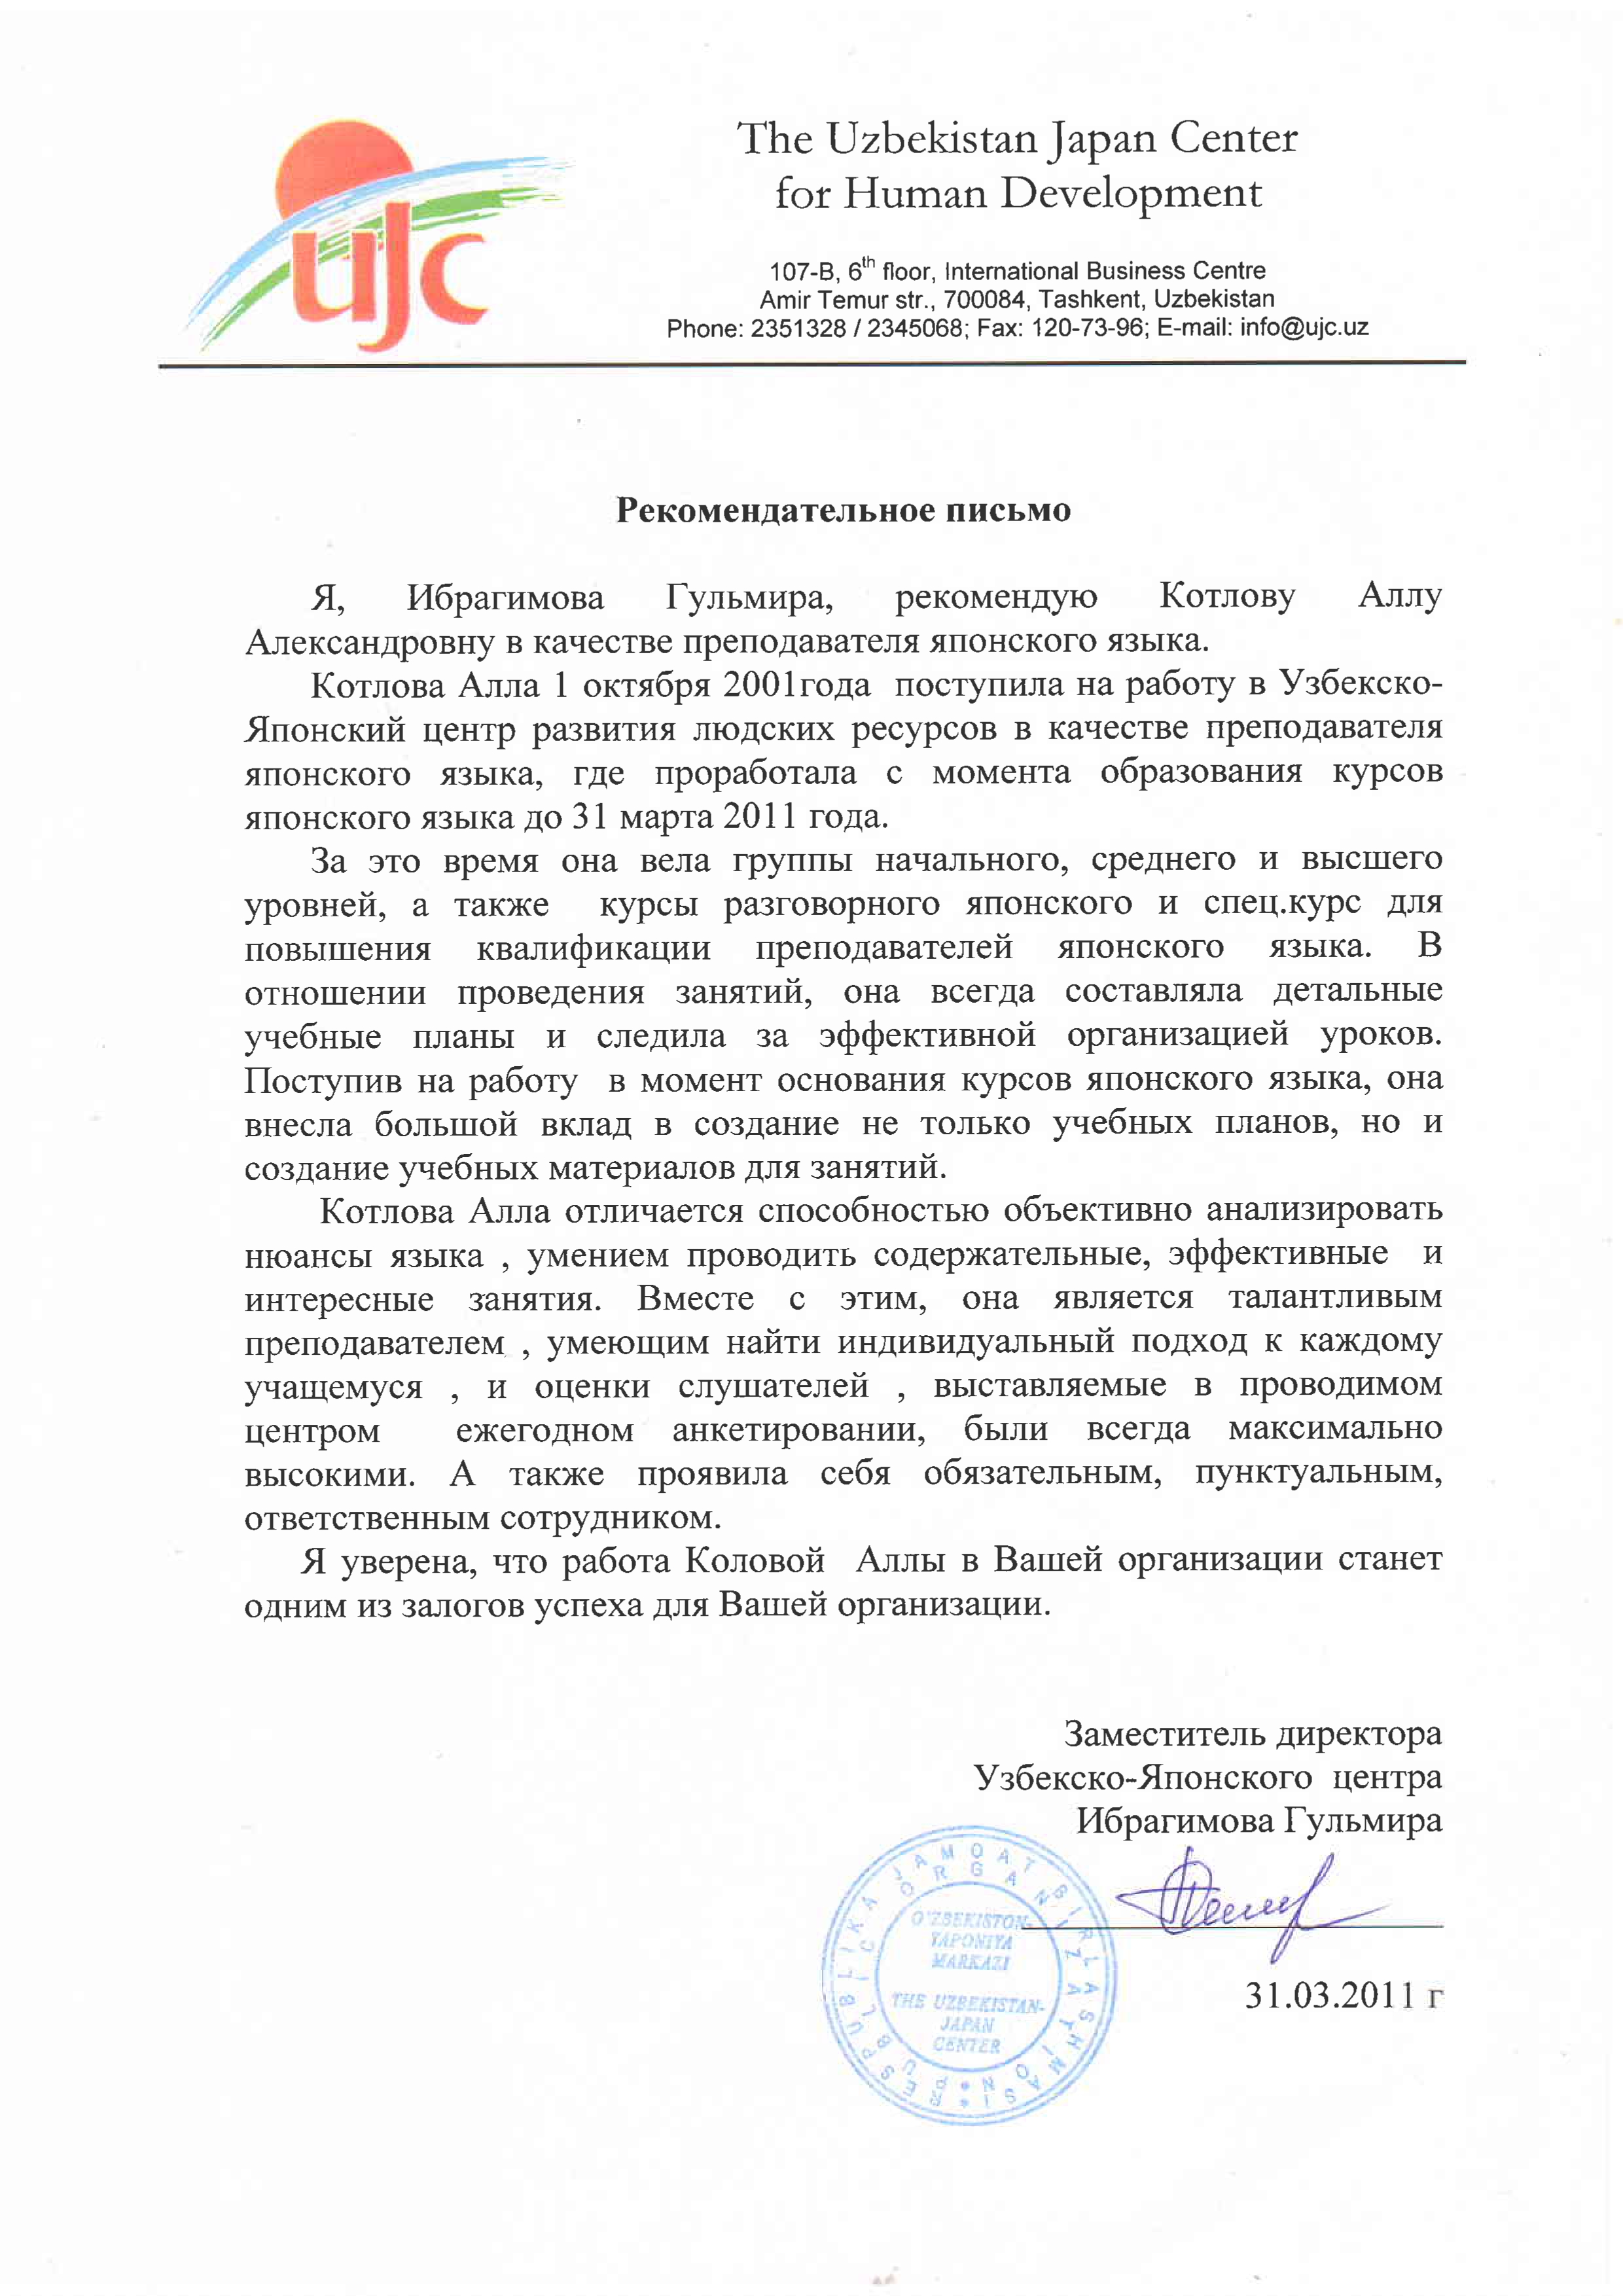 ujc
The Uzbekistan Japan Center
for Human Development
107-B, 6th floor, International Business Centre
Amir Temur str., 700084, Tashkent, Uzbekistan
Phone: 2351328 / 2345068; Fax: 120-73-96; E-mail: info@ujc.uz
Рекомендательное письмо
Я, Ибрагимова Гульмира, рекомендую Котлову Аллу
Александровну в качестве преподавателя японского языка.
Котлова Алла 1 октября 2001года поступила на работу в Узбекско-
Японский центр развития людских ресурсов в качестве преподавателя
японского языка, где проработала с момента образования курсов
японского языка до 31 марта 2011 года.
За это время она вела группы начального, среднего и высшего
уровней, а также курсы разговорного японского и спец.курс для
повышения квалификации преподавателей японского языка. В
отношении проведения занятий, она всегда составляла детальные
учебные планы и следила за эффективной организацией уроков.
Поступив на работу в момент основания курсов японского языка, она
внесла большой вклад в создание не только учебных планов, но и
создание учебных материалов для занятий.
Котлова Алла отличается способностью объективно анализировать
нюансы языка , умением проводить содержательные, эффективные и
интересные занятия. Вместе с этим, она является талантливым
преподавателем , умеющим найти индивидуальный подход к каждому
учащемуся , и оценки слушателей , выставляемые в проводимом
центром ежегодном анкетировании, были всегда максимально
высокими. А также проявила себя обязательным, пунктуальным,
ответственным сотрудником.
Я уверена, что работа Коловой Аллы в Вашей организации станет
одним из залогов успеха для Вашей организации.
Заместитель директора
Узбекско-Японского центра
Ибрагимова Гульмира
RESPUBLIKA JAMOAT BIRLASHMASI
PUBLIC ORGANIZATION
O'ZBEKISTON-
YAPONIYA
MARKAZI
THE UZBEKISTAN-
JAPAN
CENTER
31.03.2011 г